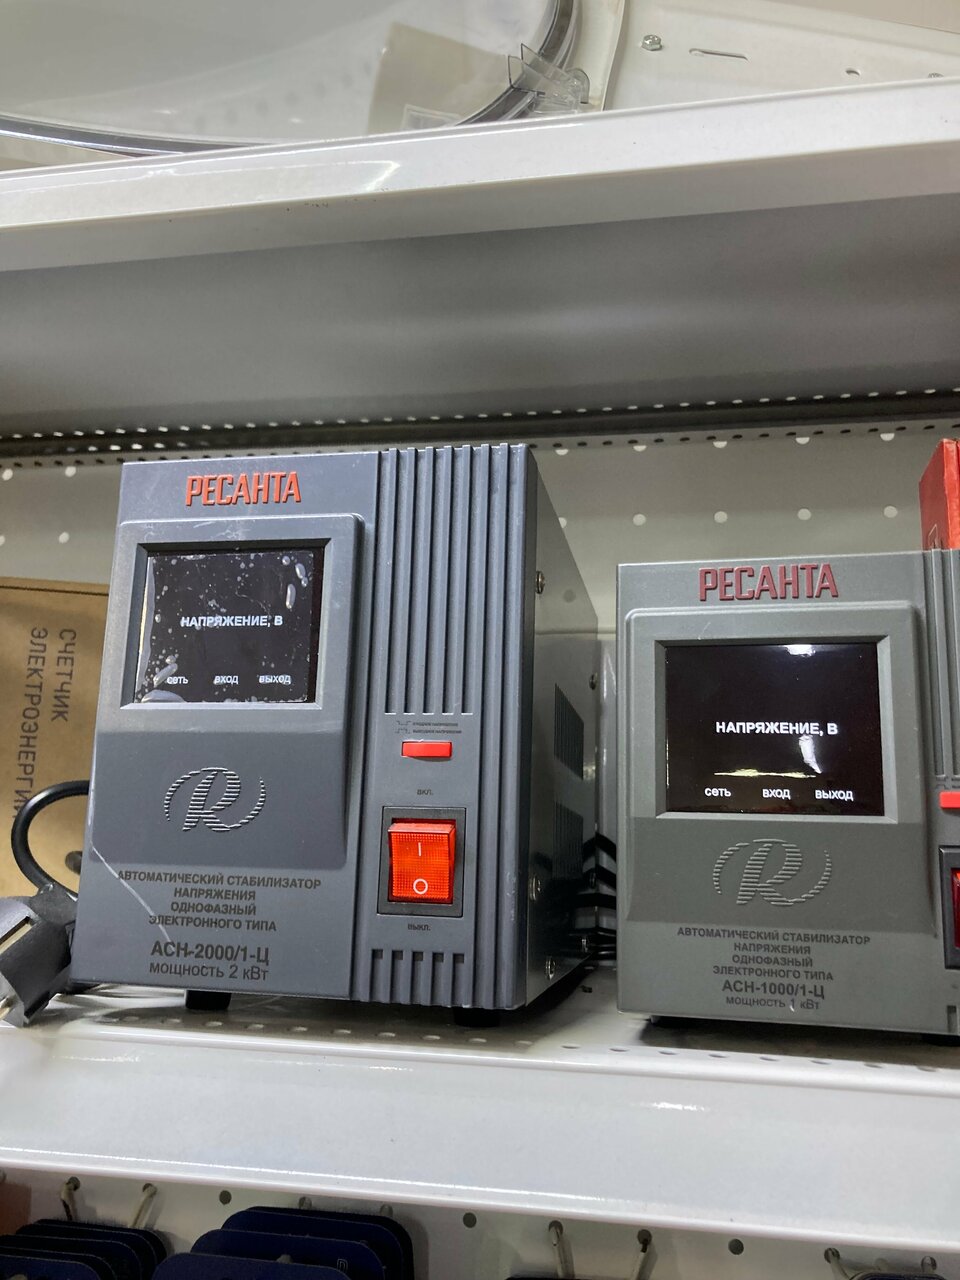 РЕСАНТА
НАПРЯЖЕНИЕ, В
сеть вход выход
ВКЛ.
ВЫКЛ.
АВТОМАТИЧЕСКИЙ СТАБИЛИЗАТОР
НАПРЯЖЕНИЯ
ОДНОФАЗНЫЙ
ЭЛЕКТРОННОГО ТИПА
АСН-2000/1-Ц
мощность 2 кВт
РЕСАНТА
НАПРЯЖЕНИЕ, В
сеть вход выход
АВТОМАТИЧЕСКИЙ СТАБИЛИЗАТОР
НАПРЯЖЕНИЯ
ОДНОФАЗНЫЙ
ЭЛЕКТРОННОГО ТИПА
АСН-1000/1-Ц
мощность 1 кВт
СЧЕТЧИК
ЭЛЕКТРОЭНЕРГИИ